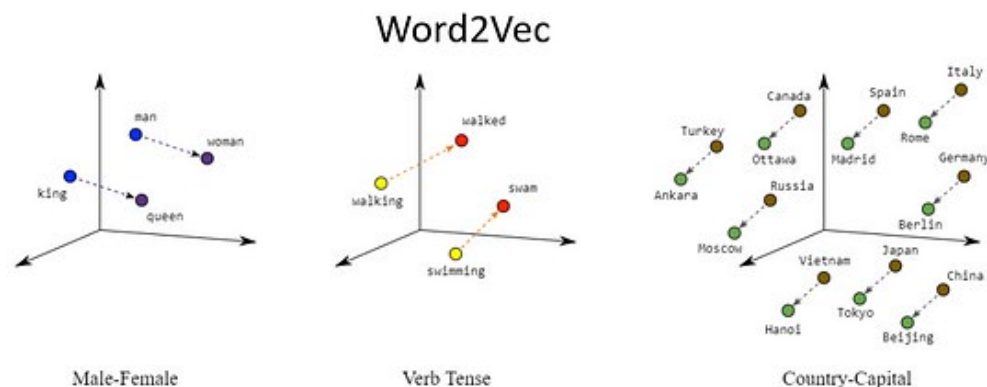 Word2Vec
man
woman
king
queen
Male-Female
walked
walking
swam
swimming
Verb Tense
Italy
Spain
Canada
Rome
Madrid
Ottawa
Turkey
Germany
Ankara
Russia
Berlin
Moscow
Japan
Vietnam
China
Tokyo
Hanoi
Beijing
Country-Capital